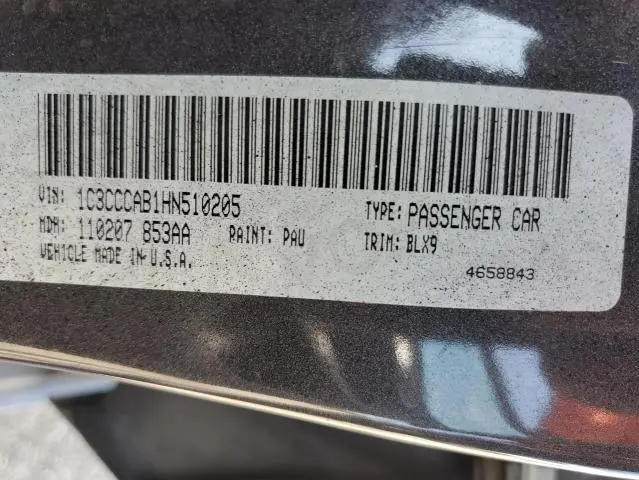 VIN: 1C3CCCAB1HN510205 TYPE: PASSENGER CAR
MDH: 110207 853AA PAINT: PAU TRIM: BLX9
VEHICLE MADE IN U.S.A. 4658843